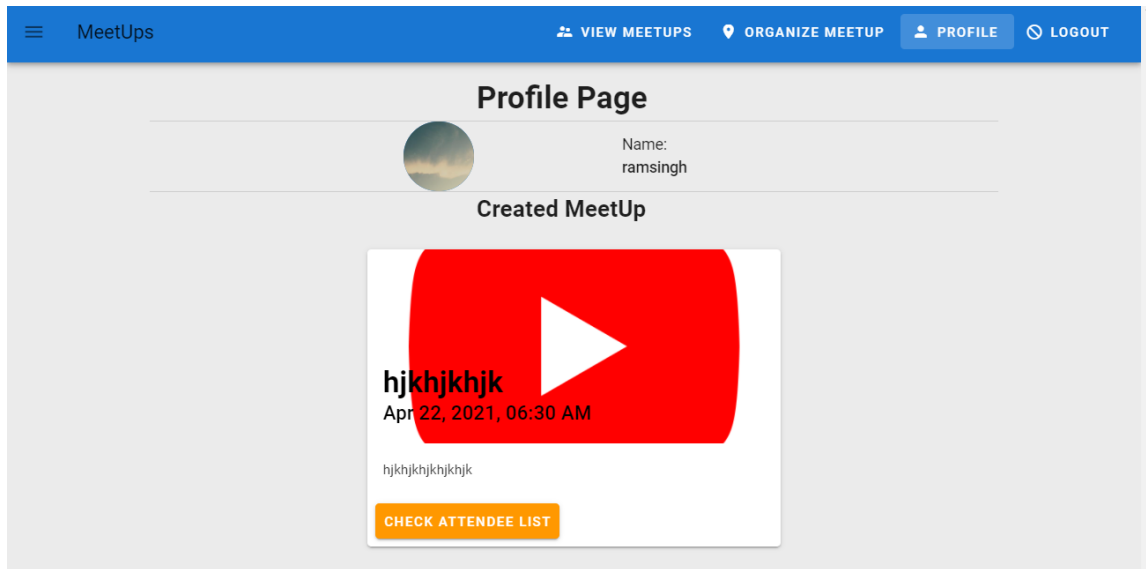 MeetUps
VIEW MEETUPS
ORGANIZE MEETUP
PROFILE
LOGOUT
Profile Page
Name:
ramsingh
Created MeetUp
hjkhjkhjk
Apr 22, 2021, 06:30 AM
hjkhjkhjkhjkhjk
CHECK ATTENDEE LIST